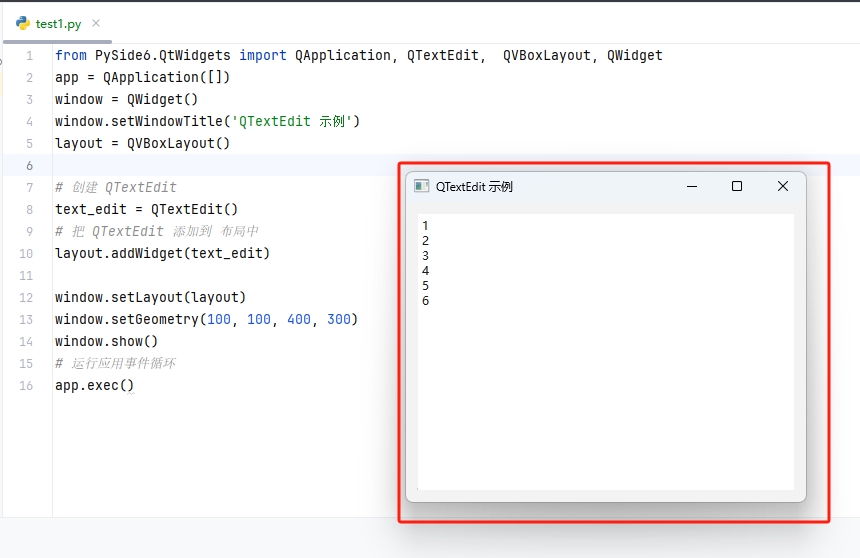 test1.py
1 from PySide6.QtWidgets import QApplication, QTextEdit,  QVBoxLayout, QWidget
2 app = QApplication([])
3 window = QWidget()
4 window.setWindowTitle('QTextEdit 示例')
5 layout = QVBoxLayout()
6
7 # 创建 QTextEdit
8 text_edit = QTextEdit()
9 # 把 QTextEdit 添加到 布局中
10 layout.addWidget(text_edit)
11
12 window.setLayout(layout)
13 window.setGeometry(100, 100, 400, 300)
14 window.show()
15 # 运行应用事件循环
16 app.exec()
QTextEdit 示例
1
2
3
4
5
6